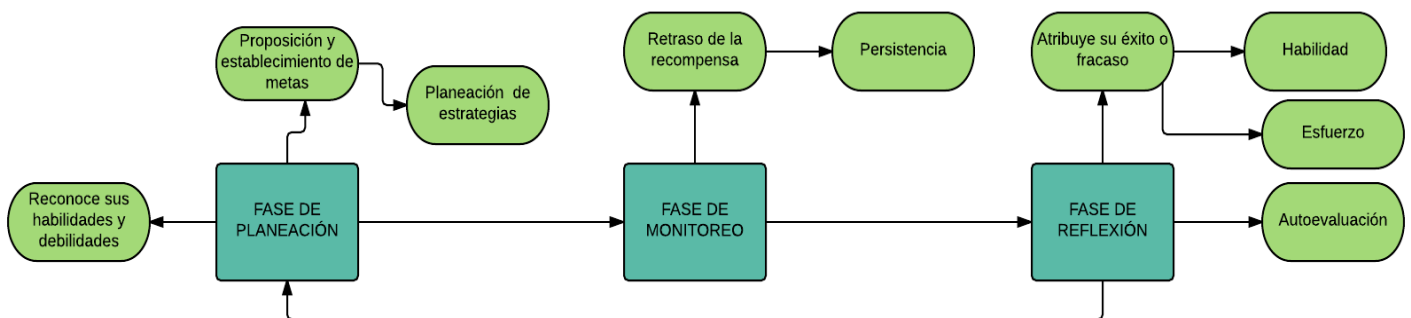 Proposición y
establecimiento de
metas
Planeación de
estrategias
Reconoce sus
habilidades y
debilidades
FASE DE
PLANEACIÓN
Retraso de la
recompensa
Persistencia
FASE DE
MONITOREO
Atribuye su éxito o
fracaso
Habilidad
Esfuerzo
FASE DE
REFLEXIÓN
Autoevaluación